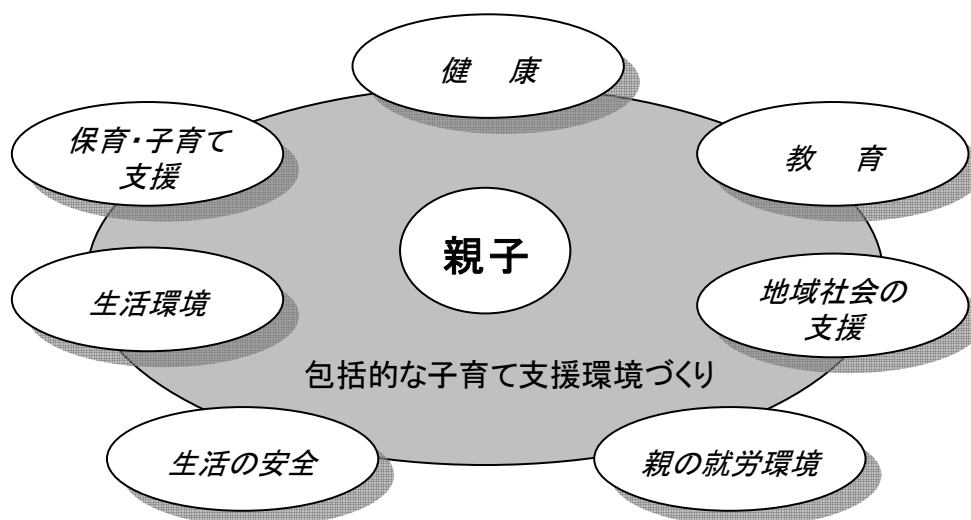 健　康
保育・子育て
支援
教　育
親子
生活環境
地域社会の
支援
包括的な子育て支援環境づくり
生活の安全
親の就労環境